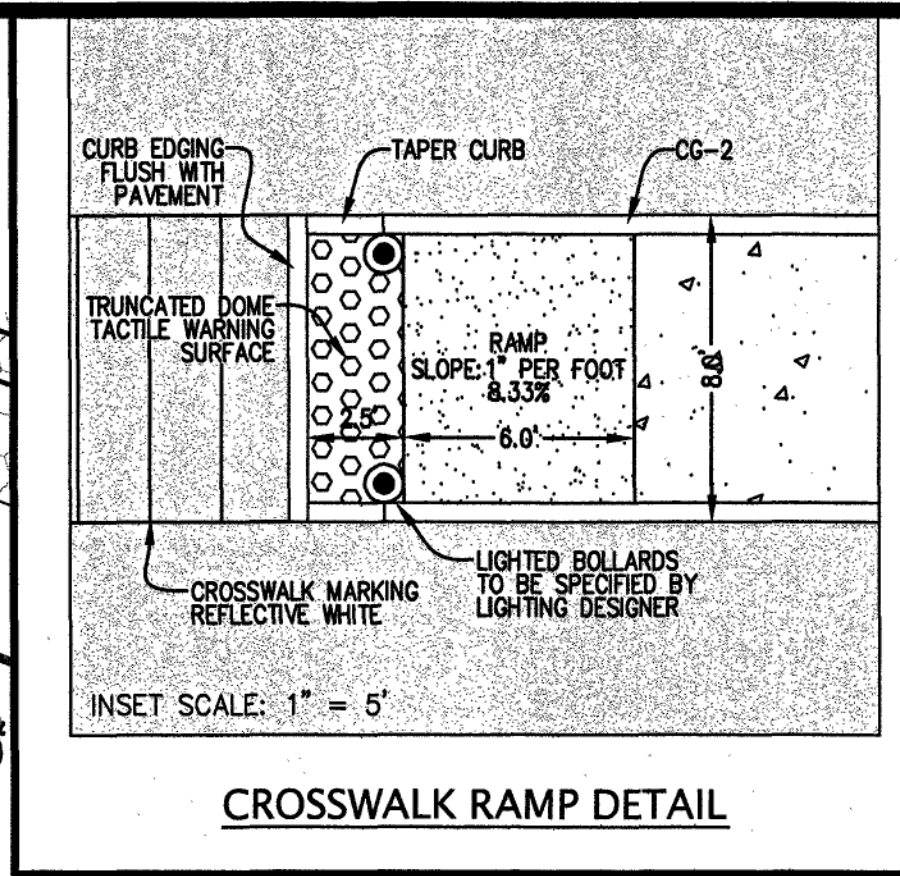 CURB EDGING
FLUSH WITH
PAVEMENT
TAPER CURB
CG-2
TRUNCATED DOME
TACTILE WARNING
SURFACE
RAMP
SLOPE: 1" PER FOOT
8.33%
8.0'
2.5'
6.0'
LIGHTED BOLLARDS
TO BE SPECIFIED BY
LIGHTING DESIGNER
CROSSWALK MARKING
REFLECTIVE WHITE
INSET SCALE: 1" = 5'
CROSSWALK RAMP DETAIL